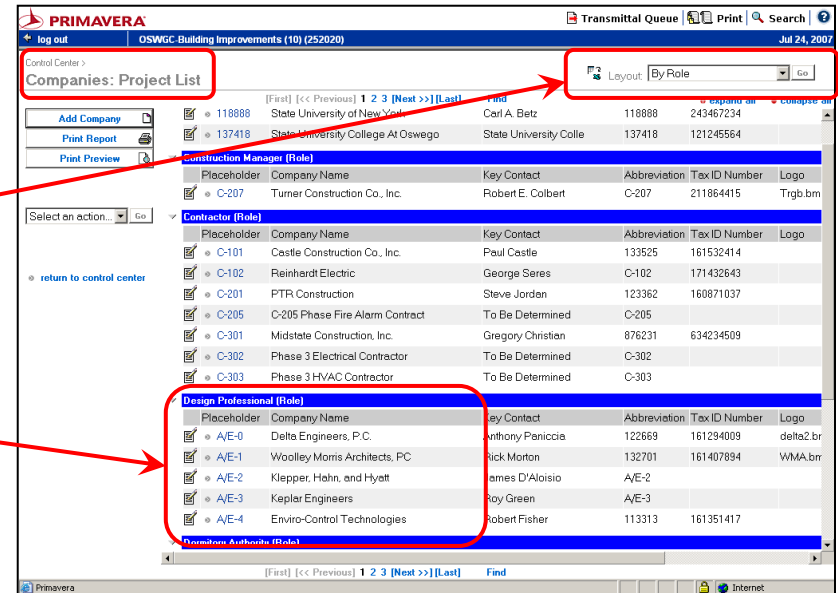 PRIMAVERA Transmittal Queue Print Search
log out OSWGC-Building Improvements (10) (252020) Jul 24, 2007
Control Center >
Companies: Project List Layout: By Role Go
[First] [<< Previous] 1 2 3 [Next >>] [Last] Find expand all collapse all
Add Company 118888 State University of New York Carl A. Betz 118888 243467234
Print Report 137418 State University College At Oswego State University Colle 137418 121245564
Print Preview Construction Manager (Role)
Placeholder Company Name Key Contact Abbreviation Tax ID Number Logo
C-207 Turner Construction Co., Inc. Robert E. Colbert C-207 211864415 Trgb.bm
Select an action... Go Contractor (Role)
Placeholder Company Name Key Contact Abbreviation Tax ID Number Logo
C-101 Castle Construction Co., Inc. Paul Castle 133525 161532414
return to control center C-102 Reinhardt Electric George Seres C-102 171432643
C-201 PTR Construction Steve Jordan 123362 160871037
C-205 C-205 Phase Fire Alarm Contract To Be Determined C-205
C-301 Midstate Construction, Inc. Gregory Christian 876231 634234509
C-302 Phase 3 Electrical Contractor To Be Determined C-302
C-303 Phase 3 HVAC Contractor To Be Determined C-303
Design Professional (Role)
Placeholder Company Name Key Contact Abbreviation Tax ID Number Logo
A/E-0 Delta Engineers, P.C. Anthony Paniccia 122669 161294009 delta2.br
A/E-1 Woolley Morris Architects, PC Rick Morton 132701 161407894 WMA.bm
A/E-2 Klepper, Hahn, and Hyatt James D'Aloisio A/E-2
A/E-3 Keplar Engineers Roy Green A/E-3
A/E-4 Enviro-Control Technologies Robert Fisher 113313 161351417
Dormitory Authority (Role)
[First] [<< Previous] 1 2 3 [Next >>] [Last] Find
Primavera Internet